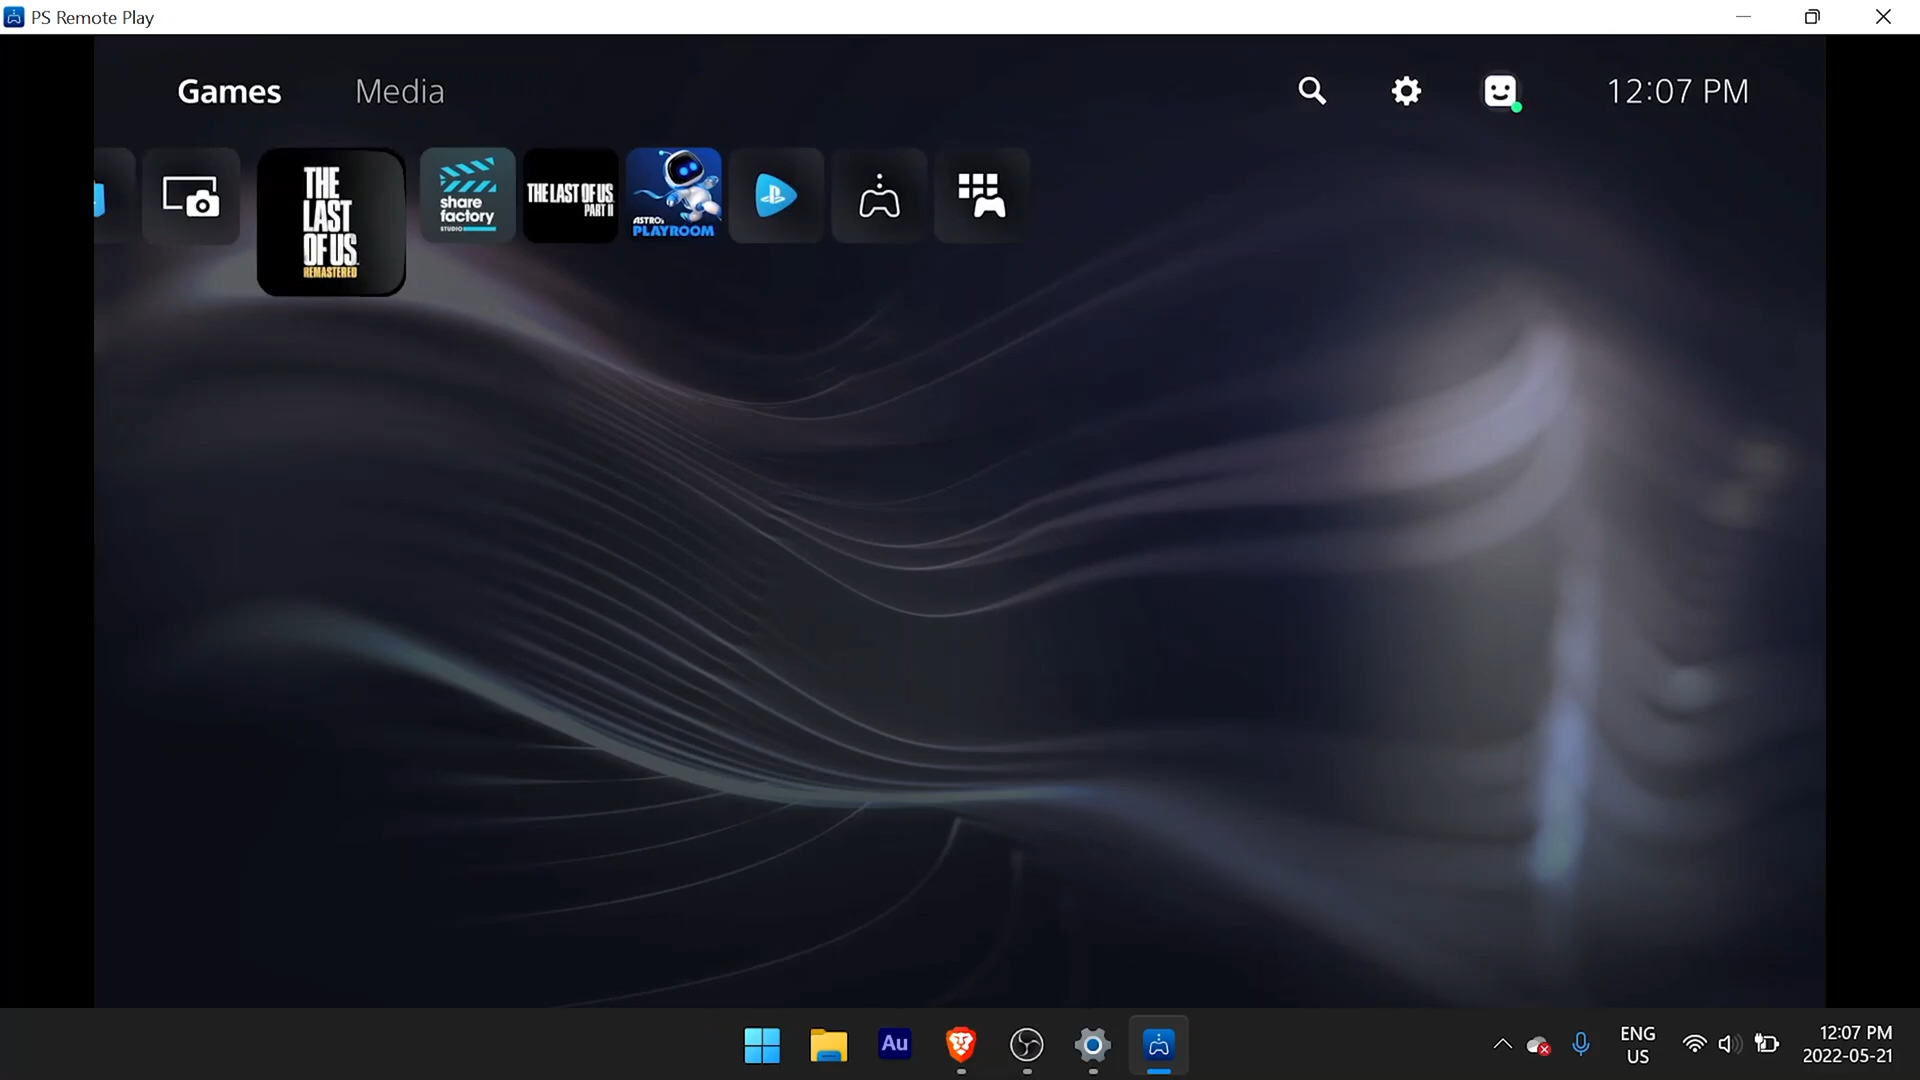 PS Remote Play
Games
Media
12:07 PM
THE
LAST
OF US
REMASTERED
share
factory
STUDIO
THE LAST OF US
PART II
ASTRO's
PLAYROOM
Au
ENG
US
12:07 PM
2022-05-21